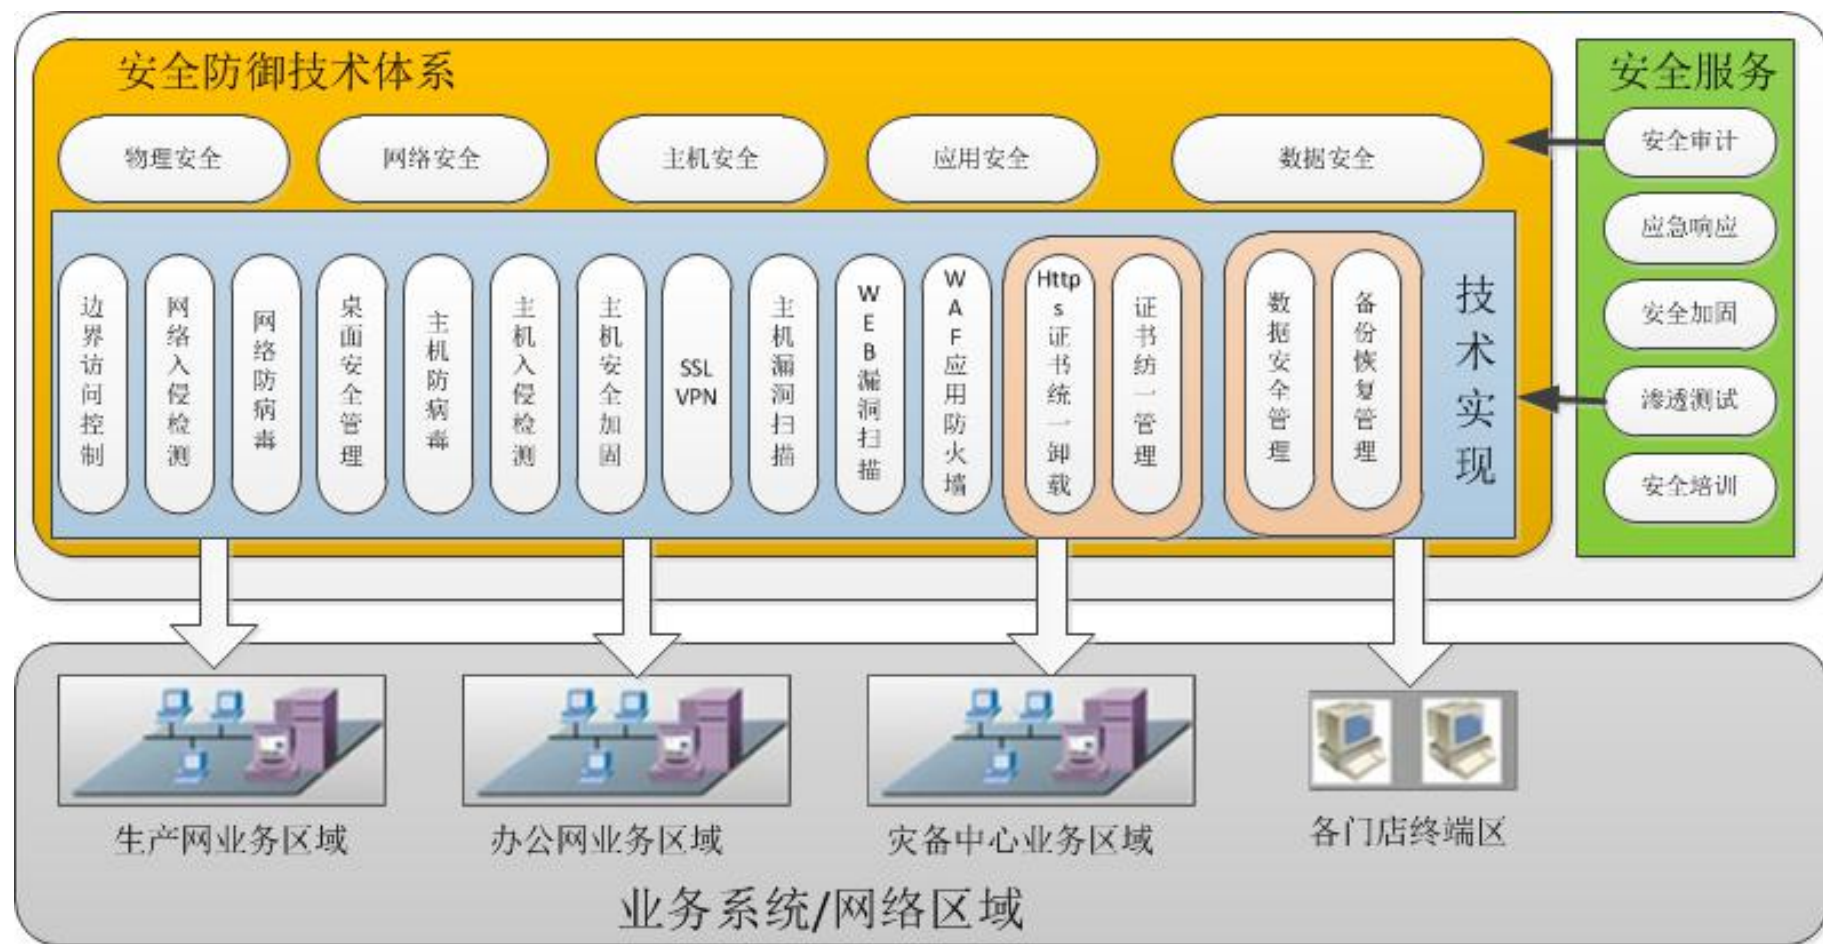 安全防御技术体系
安全服务
物理安全
网络安全
主机安全
应用安全
数据安全
边界访问控制
网络入侵检测
网络防病毒
桌面安全管理
主机防病毒
主机入侵检测
主机安全加固
SSL
VPN
主机漏洞扫描
WEB漏洞扫描
WAF应用防火墙
Http
s证书统一卸载
证书纺一管理
数据安全管理
备份恢复管理
技术实现
安全审计
应急响应
安全加固
渗透测试
安全培训
生产网业务区域
办公网业务区域
灾备中心业务区域
各门店终端区
业务系统/网络区域